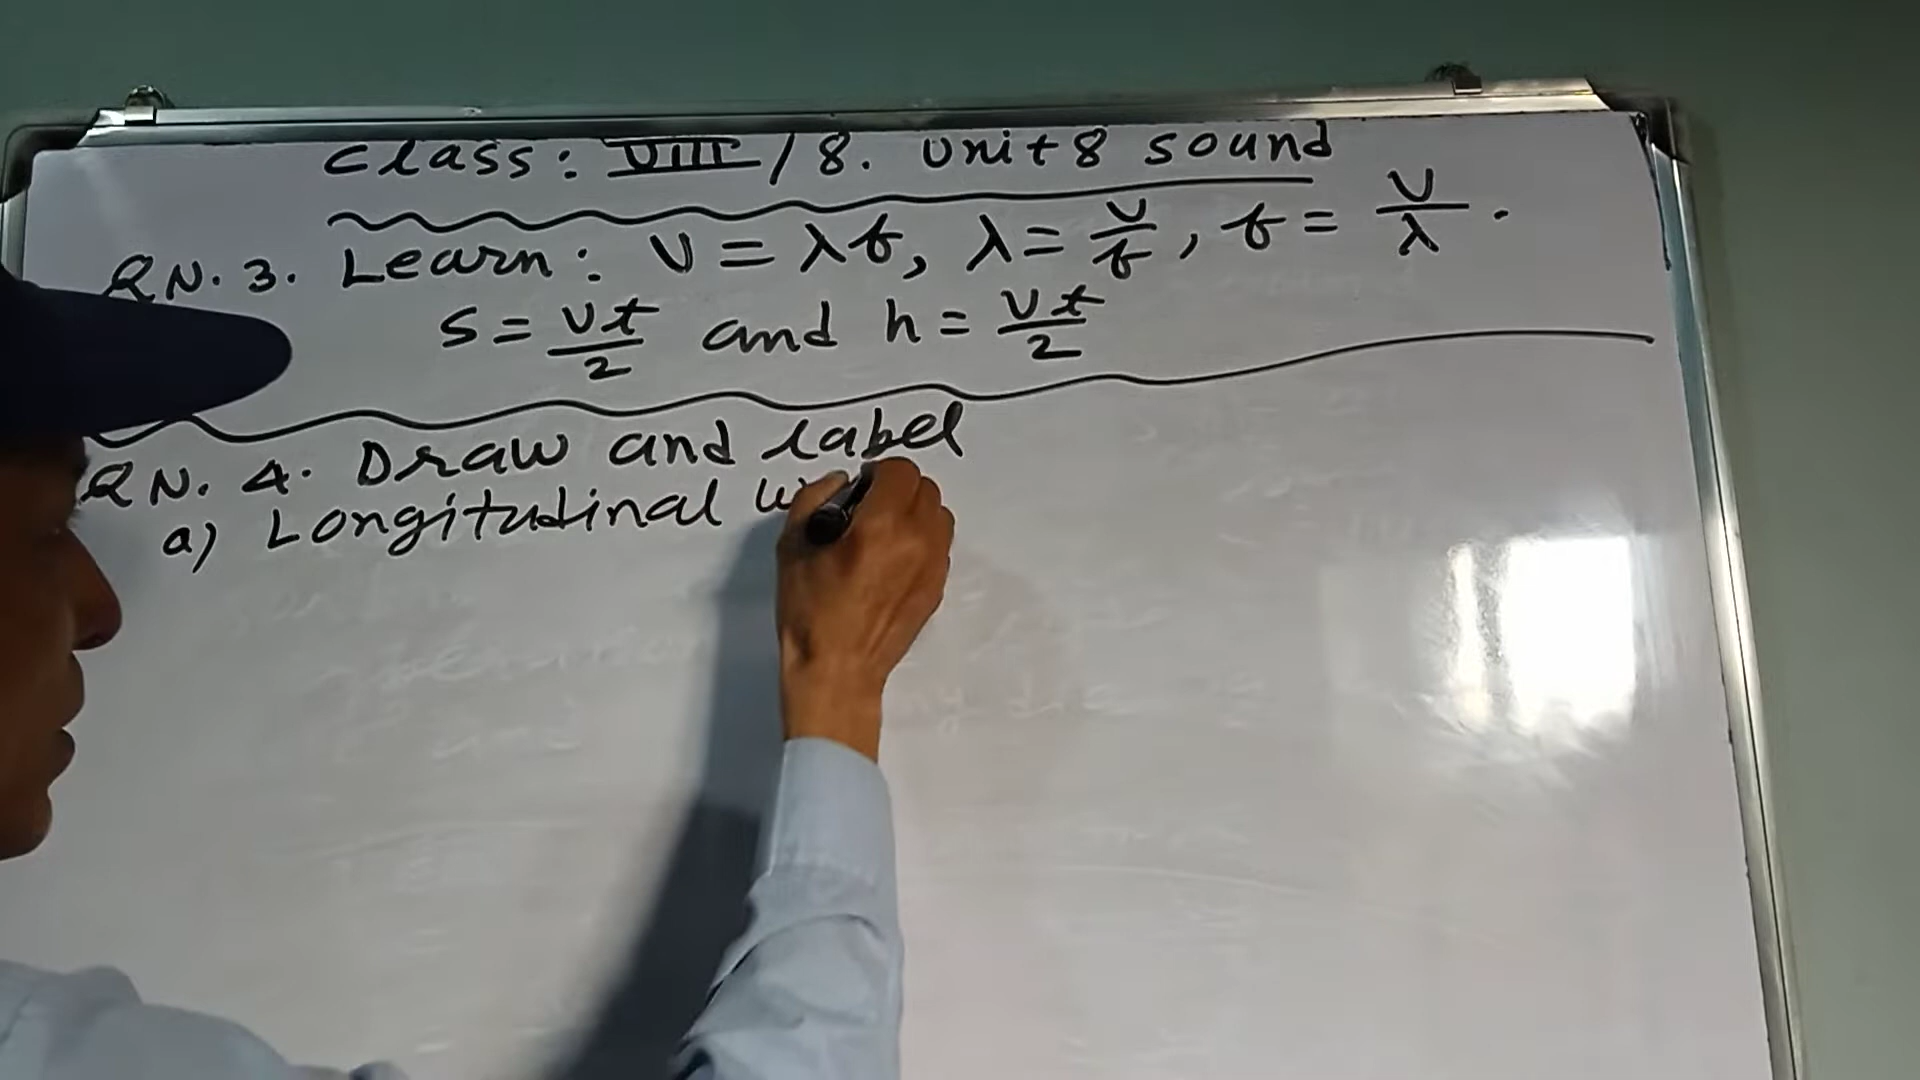 Class: VIII / 8. Unit 8 sound
QN. 3. Learn: v = λf, λ = v/f, f = v/λ.
s = vt/2 and h = vt/2
QN. 4. Draw and label
a) Longitudinal